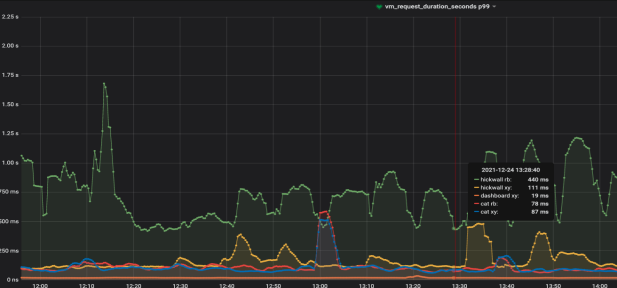 vm_request_duration_seconds p99
2.25 s
2.00 s
1.75 s
1.50 s
1.25 s
1.00 s
750 ms
500 ms
250 ms
0 ns
2021-12-24 13:28:40
hickwall rb: 440 ms
hickwall xy: 111 ms
dashboard xy: 19 ms
cat rb: 78 ms
cat xy: 87 ms
12:00 12:10 12:20 12:30 12:40 12:50 13:00 13:10 13:20 13:30 13:40 13:50 14:00